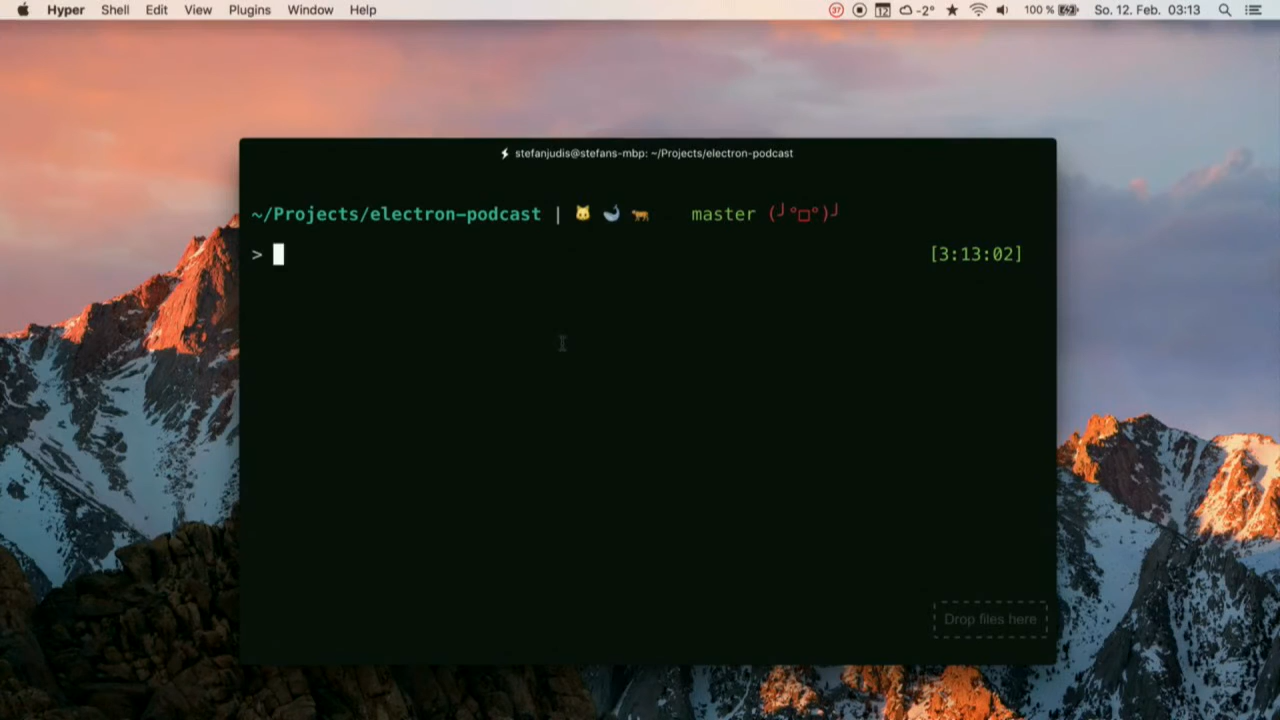 Hyper Shell Edit View Plugins Window Help 37 12 -2° 100 % So. 12. Feb. 03:13
stefanjudis@stefans-mbp: ~/Projects/electron-podcast
~/Projects/electron-podcast | 🐱 🐳 🐅 master (╯°□°)╯
> [3:13:02]
Drop files here